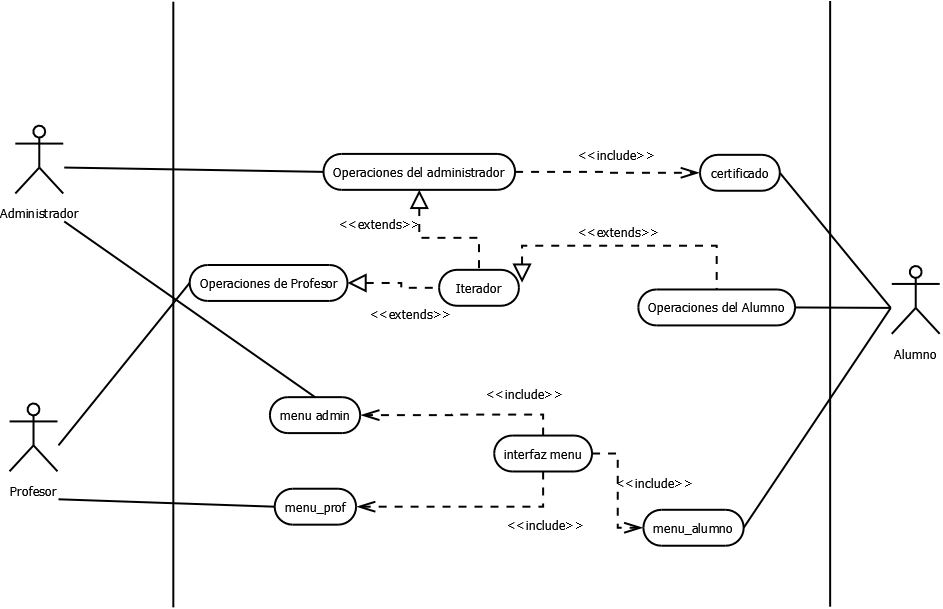 <<include>>
Operaciones del administrador
certificado
Administrador
<<extends>>
<<extends>>
Operaciones de Profesor
Iterador
Operaciones del Alumno
<<extends>>
Alumno
<<include>>
menu admin
interfaz menu
<<include>>
Profesor
menu_prof
<<include>>
menu_alumno